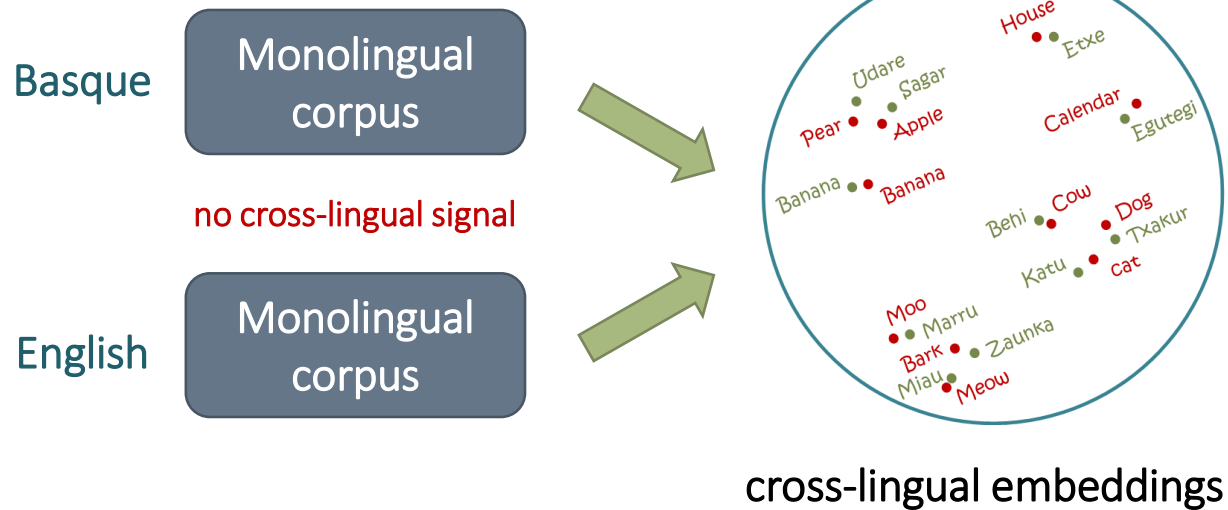 Basque
Monolingual
corpus
no cross-lingual signal
English
Monolingual
corpus
House
Etxe
Udare
Sagar
Pear
Apple
Calendar
Egutegi
Banana
Banana
Behi
Cow
Dog
Txakur
Katu
cat
Moo
Marru
Bark
Zaunka
Miau
Meow
cross-lingual embeddings